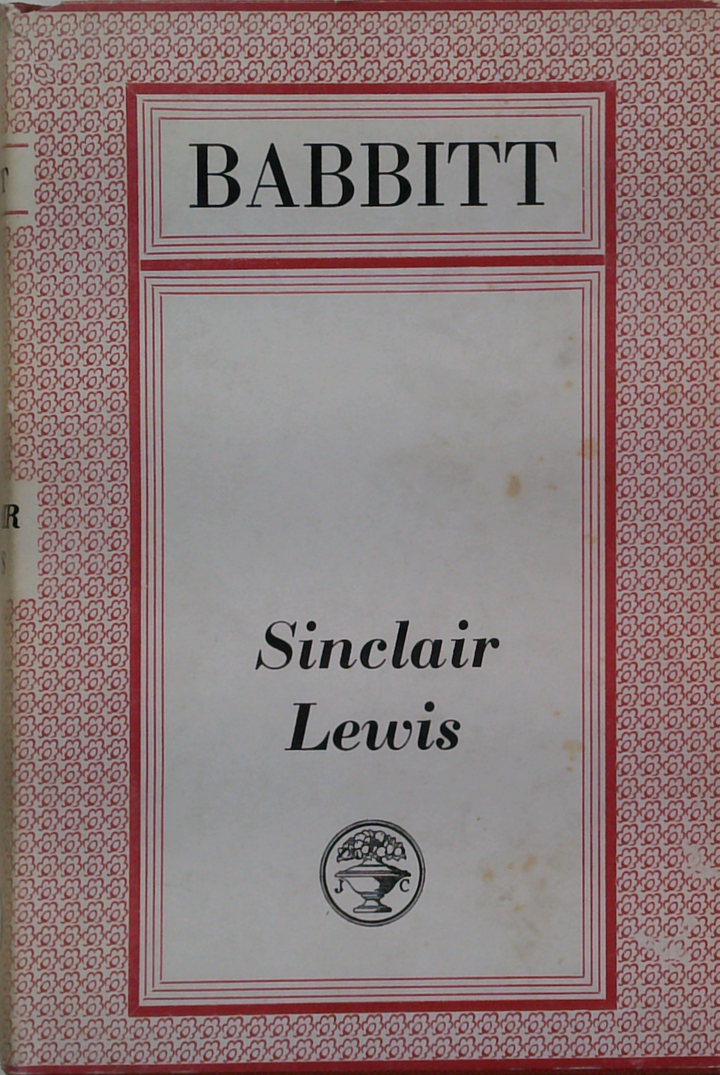 BABBITT
Sinclair
Lewis
J C